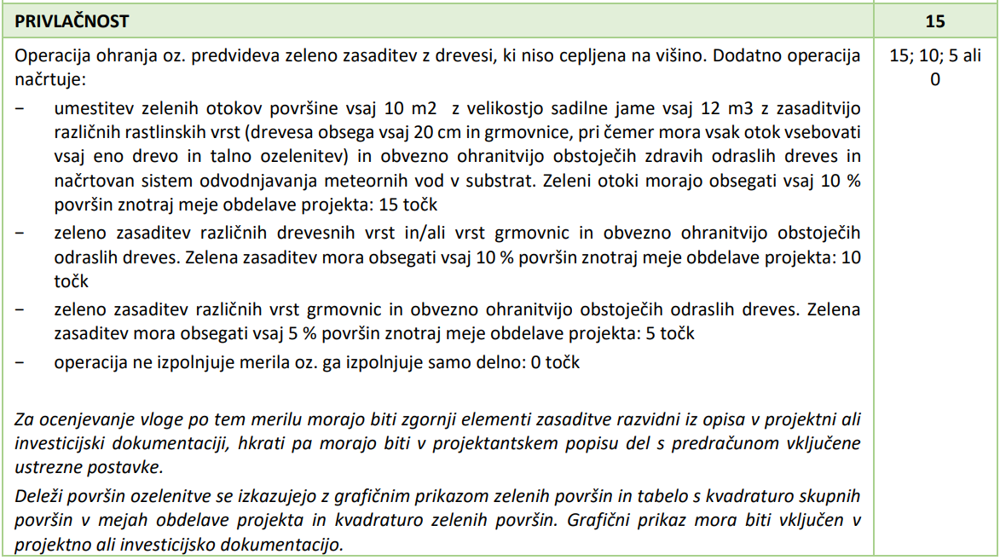 PRIVLAČNOST 15
Operacija ohranja oz. predvideva zeleno zasaditev z drevesi, ki niso cepljena na višino. Dodatno operacija 15; 10; 5 ali
načrtuje: 0
− umestitev zelenih otokov površine vsaj 10 m2 z velikostjo sadilne jame vsaj 12 m3 z zasaditvijo
različnih rastlinskih vrst (drevesa obsega vsaj 20 cm in grmovnice, pri čemer mora vsak otok vsebovati
vsaj eno drevo in talno ozelenitev) in obvezno ohranitvijo obstoječih zdravih odraslih dreves in
načrtovan sistem odvodnjavanja meteornih vod v substrat. Zeleni otoki morajo obsegati vsaj 10 %
površin znotraj meje obdelave projekta: 15 točk
− zeleno zasaditev različnih drevesnih vrst in/ali vrst grmovnic in obvezno ohranitvijo obstoječih
odraslih dreves. Zelena zasaditev mora obsegati vsaj 10 % površin znotraj meje obdelave projekta: 10
točk
− zeleno zasaditev različnih vrst grmovnic in obvezno ohranitvijo obstoječih odraslih dreves. Zelena
zasaditev mora obsegati vsaj 5 % površin znotraj meje obdelave projekta: 5 točk
− operacija ne izpolnjuje merila oz. ga izpolnjuje samo delno: 0 točk
Za ocenjevanje vloge po tem merilu morajo biti zgornji elementi zasaditve razvidni iz opisa v projektni ali
investicijski dokumentaciji, hkrati pa morajo biti v projektantskem popisu del s predračunom vključene
ustrezne postavke.
Deleži površin ozelenitve se izkazujejo z grafičnim prikazom zelenih površin in tabelo s kvadraturo skupnih
površin v mejah obdelave projekta in kvadraturo zelenih površin. Grafični prikaz mora biti vključen v
projektno ali investicijsko dokumentacijo.